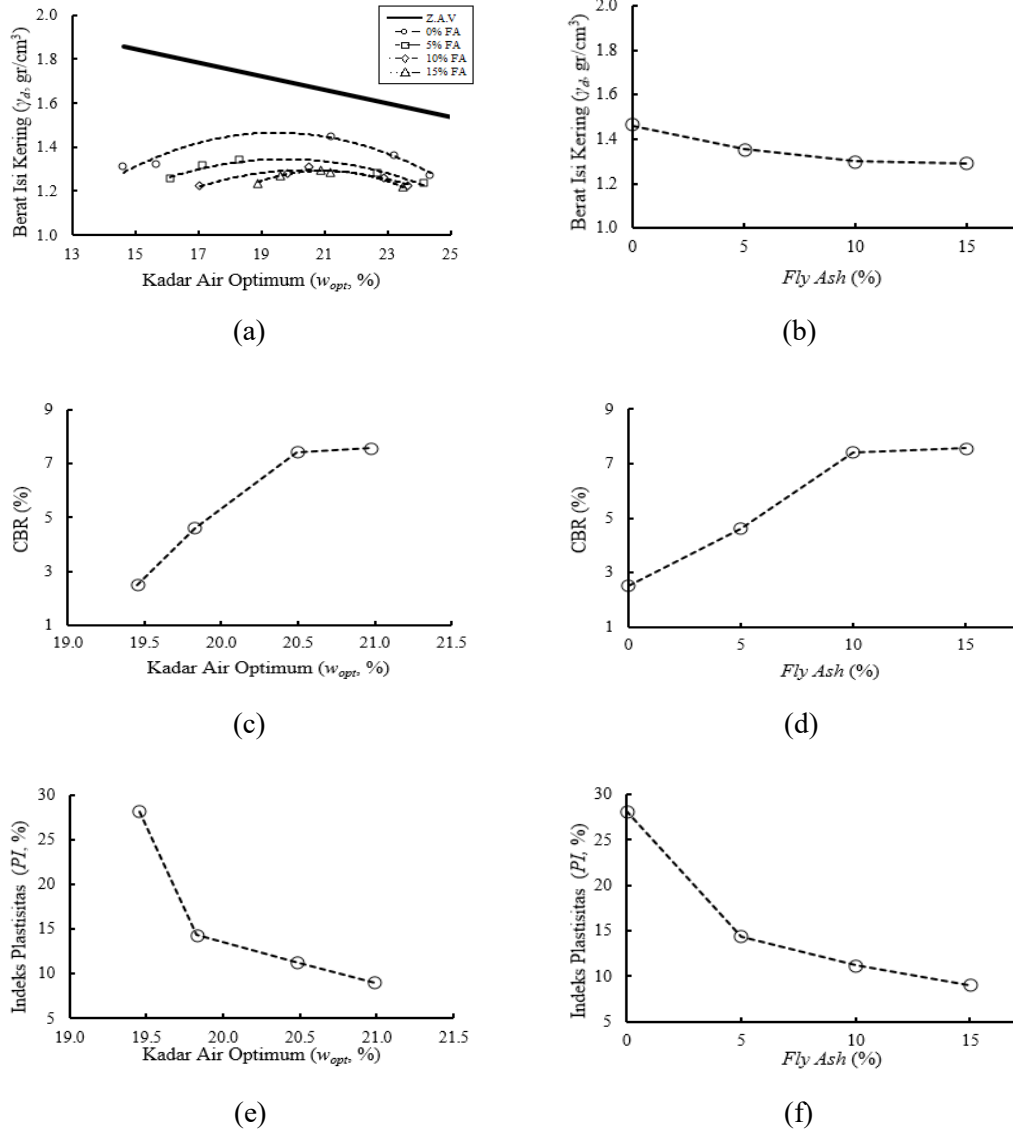 2.0
1.8
1.6
1.4
1.2
1.0
Berat Isi Kering (γd, gr/cm³)
Z.A.V
0% FA
5% FA
10% FA
15% FA
13 15 17 19 21 23 25
Kadar Air Optimum (wopt, %)
(a)
2.0
1.8
1.6
1.4
1.2
1.0
Berat Isi Kering (γd, gr/cm³)
0 5 10 15
Fly Ash (%)
(b)
9
7
5
3
1
CBR (%)
19.0 19.5 20.0 20.5 21.0 21.5
Kadar Air Optimum (wopt, %)
(c)
9
7
5
3
1
CBR (%)
0 5 10 15
Fly Ash (%)
(d)
30
25
20
15
10
5
Indeks Plastisitas (PI, %)
19.0 19.5 20.0 20.5 21.0 21.5
Kadar Air Optimum (wopt, %)
(e)
30
25
20
15
10
5
Indeks Plastisitas (PI, %)
0 5 10 15
Fly Ash (%)
(f)